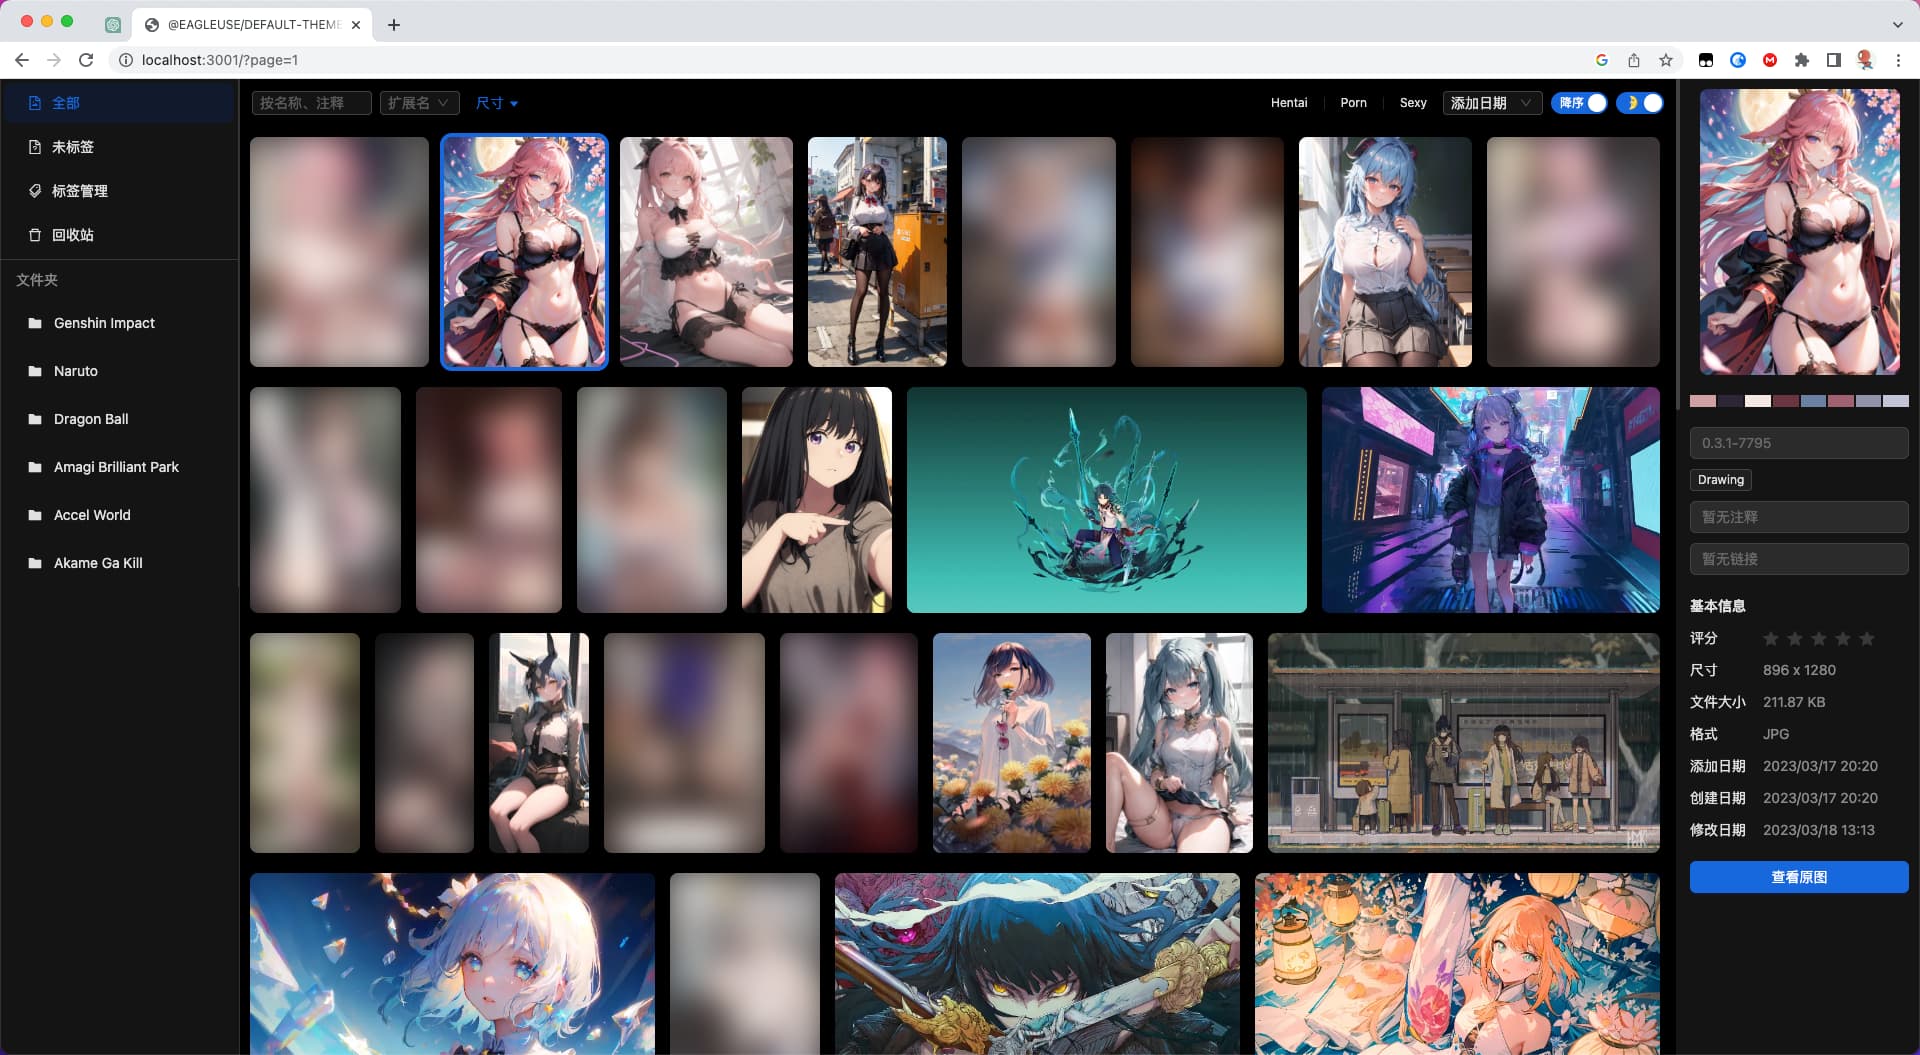 @EAGLEUSE/DEFAULT-THEME
localhost:3001/?page=1
全部
未标签
标签管理
回收站
文件夹
Genshin Impact
Naruto
Dragon Ball
Amagi Brilliant Park
Accel World
Akame Ga Kill
按名称、注释
扩展名
尺寸
Hentai
Porn
Sexy
添加日期
降序
0.3.1-7795
Drawing
暂无注释
暂无链接
基本信息
评分
尺寸 896 x 1280
文件大小 211.87 KB
格式 JPG
添加日期 2023/03/17 20:20
创建日期 2023/03/17 20:20
修改日期 2023/03/18 13:13
查看原图